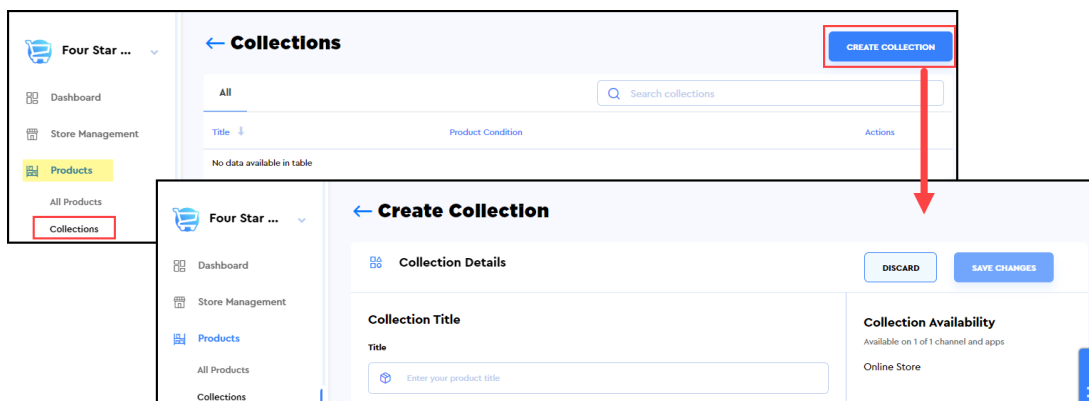 Four Star ...
Collections
CREATE COLLECTION
Dashboard
All
Search collections
Store Management
Title
Product Condition
Actions
Products
No data available in table
All Products
Collections
Four Star ...
Create Collection
Dashboard
Collection Details
DISCARD
SAVE CHANGES
Store Management
Collection Title
Collection Availability
Products
Title
Available on 1 of 1 channel and apps
All Products
Enter your product title
Online Store
Collections